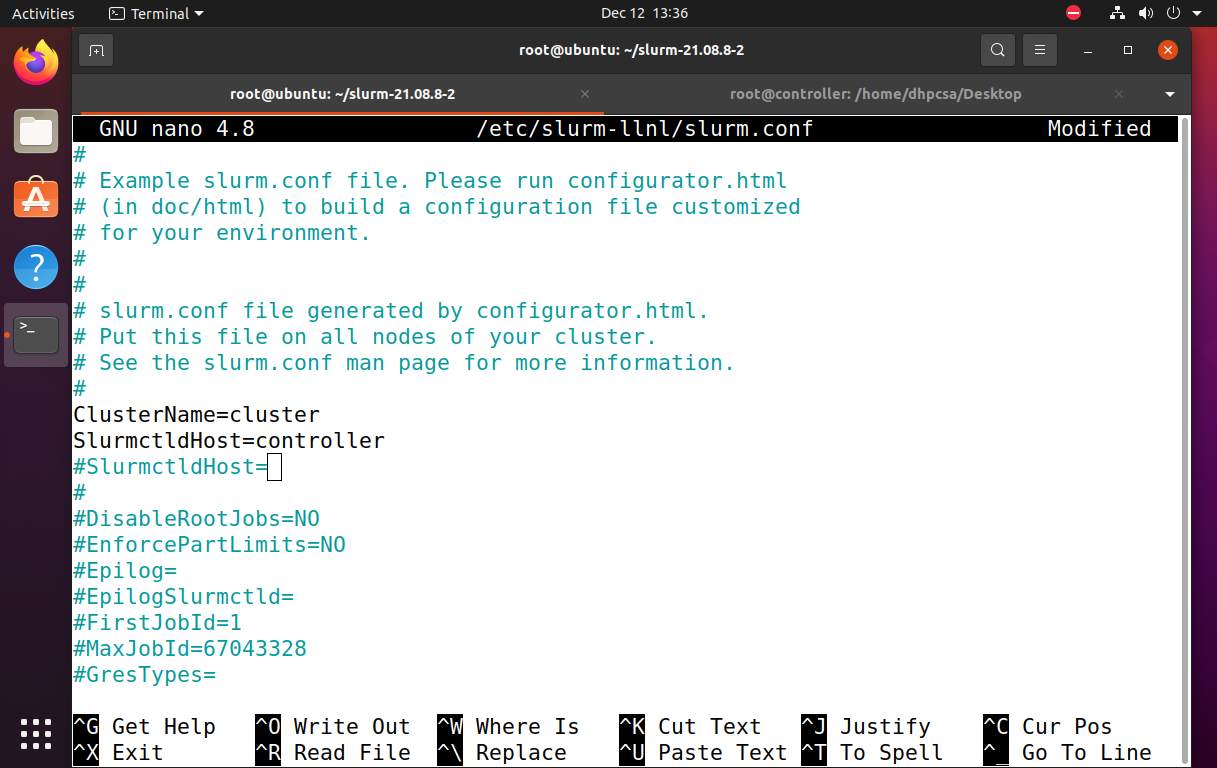 Activities Terminal Dec 12 13:36
root@ubuntu: ~/slurm-21.08.8-2
root@ubuntu: ~/slurm-21.08.8-2 root@controller: /home/dhpcsa/Desktop
GNU nano 4.8 /etc/slurm-llnl/slurm.conf Modified
#
# Example slurm.conf file. Please run configurator.html
# (in doc/html) to build a configuration file customized
# for your environment.
#
#
# slurm.conf file generated by configurator.html.
# Put this file on all nodes of your cluster.
# See the slurm.conf man page for more information.
#
ClusterName=cluster
SlurmctldHost=controller
#SlurmctldHost=
#
#DisableRootJobs=NO
#EnforcePartLimits=NO
#Epilog=
#EpilogSlurmctld=
#FirstJobId=1
#MaxJobId=67043328
#GresTypes=
^G Get Help ^O Write Out ^W Where Is ^K Cut Text ^J Justify ^C Cur Pos
^X Exit ^R Read File ^\ Replace ^U Paste Text ^T To Spell ^_ Go To Line